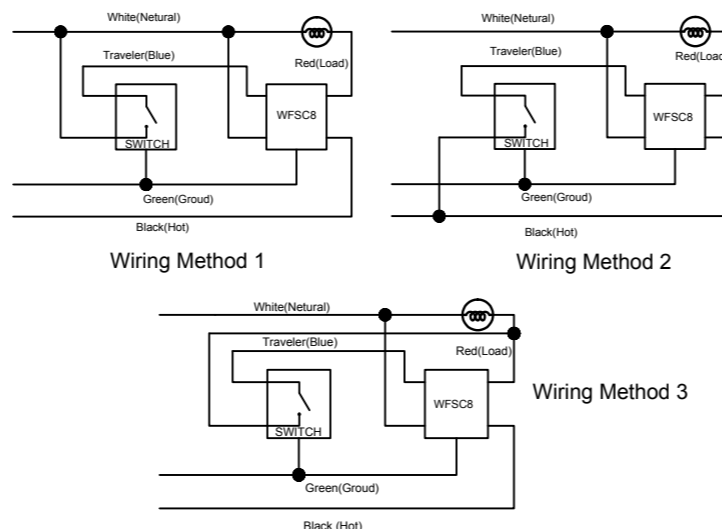 White(Netural)
Traveler(Blue)
Red(Load)
WFSC8
SWITCH
Green(Groud)
Black(Hot)
Wiring Method 1
White(Netural)
Traveler(Blue)
Red(Load
WFSC8
SWITCH
Green(Groud)
Black(Hot)
Wiring Method 2
White(Netural)
Traveler(Blue)
Red(Load)
WFSC8
SWITCH
Green(Groud)
Black (Hot)
Wiring Method 3